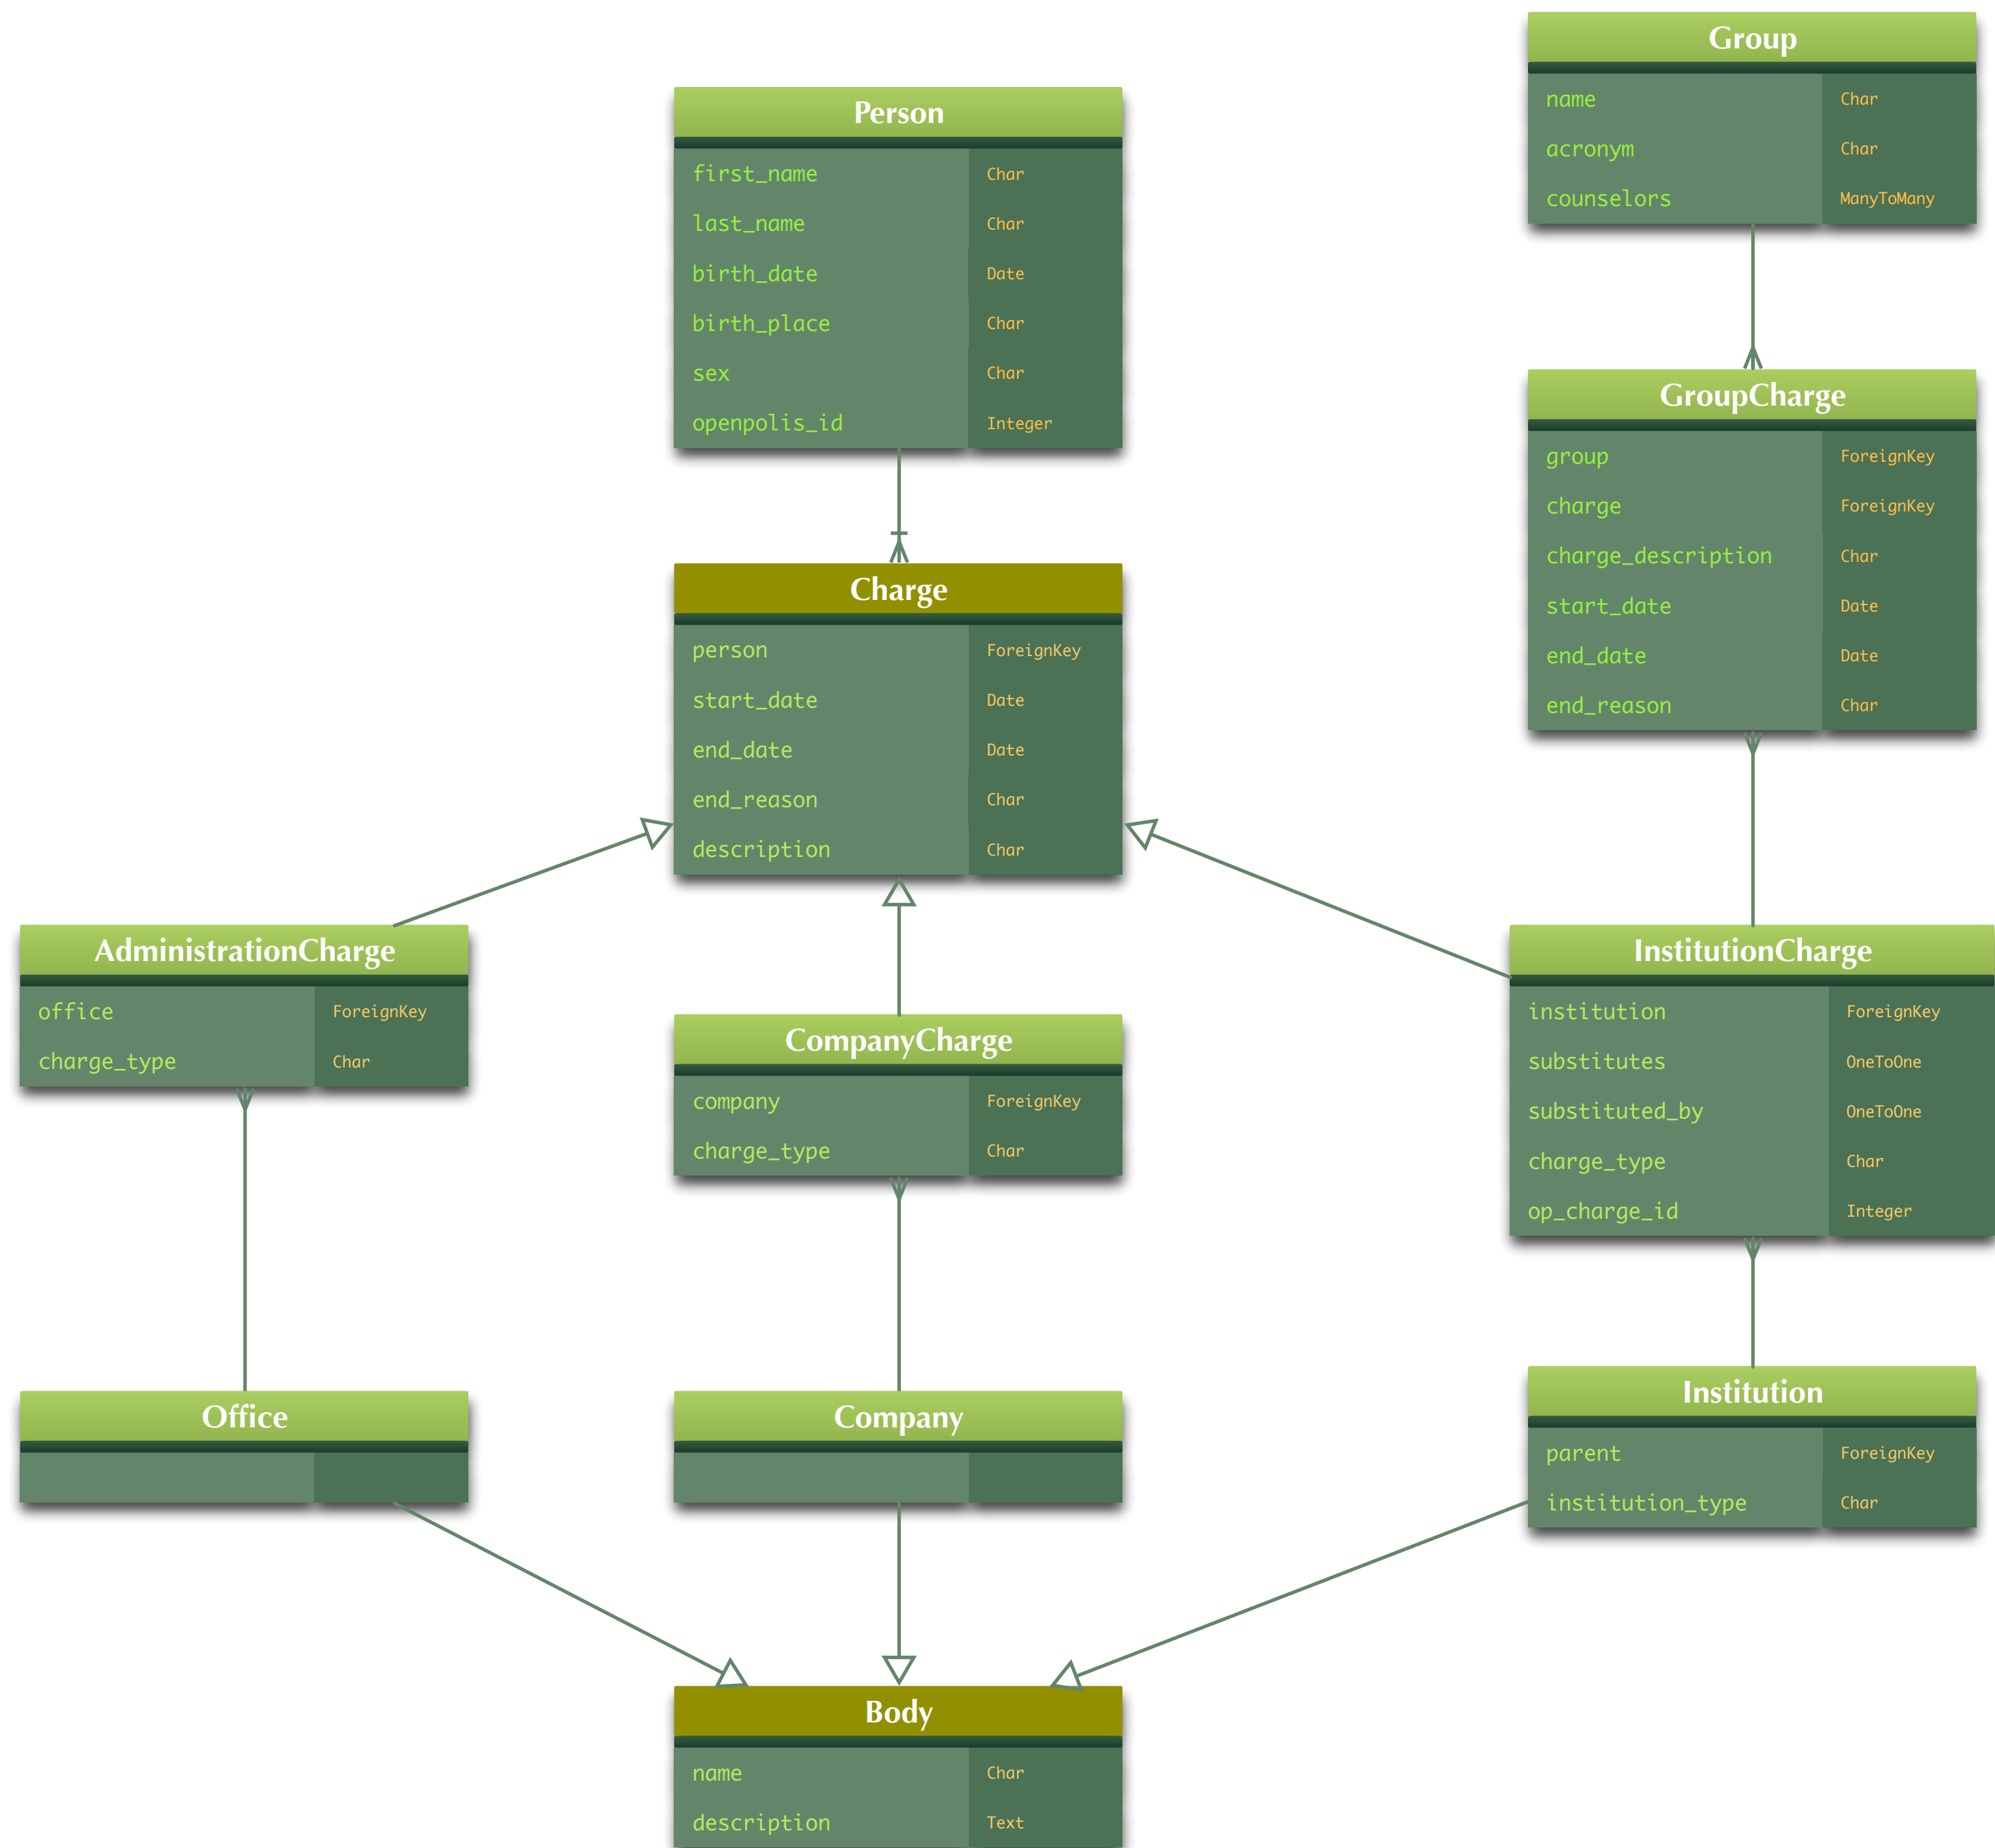 Group
name Char
acronym Char
counselors ManyToMany
Person
first_name Char
last_name Char
birth_date Date
birth_place Char
sex Char
openpolis_id Integer
GroupCharge
group ForeignKey
charge ForeignKey
charge_description Char
start_date Date
end_date Date
end_reason Char
Charge
person ForeignKey
start_date Date
end_date Date
end_reason Char
description Char
AdministrationCharge
office ForeignKey
charge_type Char
CompanyCharge
company ForeignKey
charge_type Char
InstitutionCharge
institution ForeignKey
substitutes OneToOne
substituted_by OneToOne
charge_type Char
op_charge_id Integer
Office
Company
Institution
parent ForeignKey
institution_type Char
Body
name Char
description Text